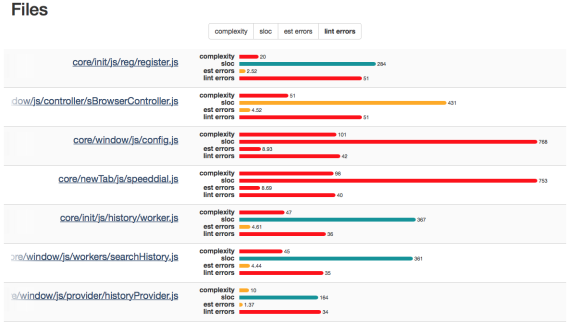 Files
complexity sloc est errors lint errors
core/init/js/reg/register.js
complexity 20
sloc 284
est errors 2.52
lint errors 51
dow/js/controller/sBrowserController.js
complexity 51
sloc 431
est errors 4.52
lint errors 51
core/window/js/config.js
complexity 101
sloc 768
est errors 8.93
lint errors 42
core/newTab/js/speeddial.js
complexity 98
sloc 753
est errors 8.69
lint errors 40
core/init/js/history/worker.js
complexity 47
sloc 367
est errors 4.61
lint errors 36
ore/window/js/workers/searchHistory.js
complexity 45
sloc 361
est errors 4.44
lint errors 35
e/window/js/provider/historyProvider.js
complexity 10
sloc 164
est errors 1.37
lint errors 34